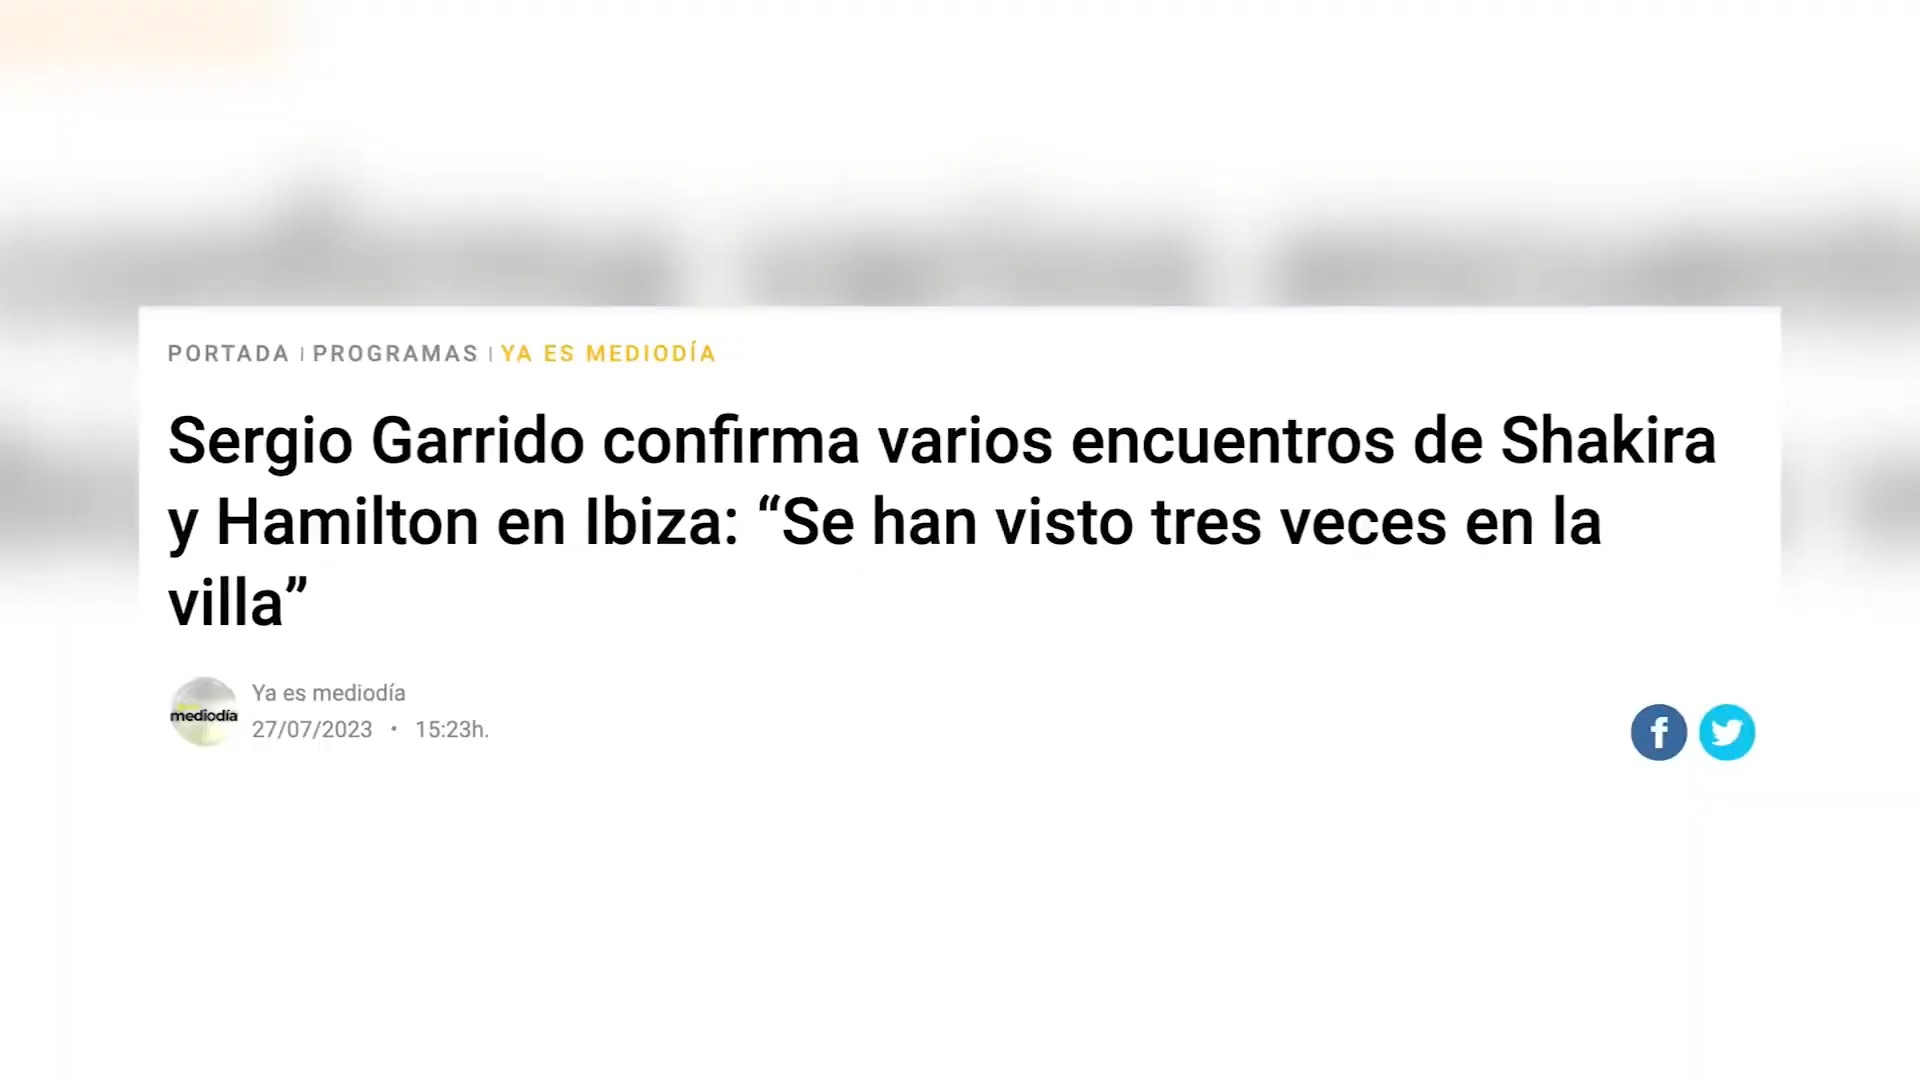 PORTADA | PROGRAMAS | YA ES MEDIODÍA
Sergio Garrido confirma varios encuentros de Shakira
y Hamilton en Ibiza: “Se han visto tres veces en la
villa”
mediodía
Ya es mediodía
27/07/2023 • 15:23h.